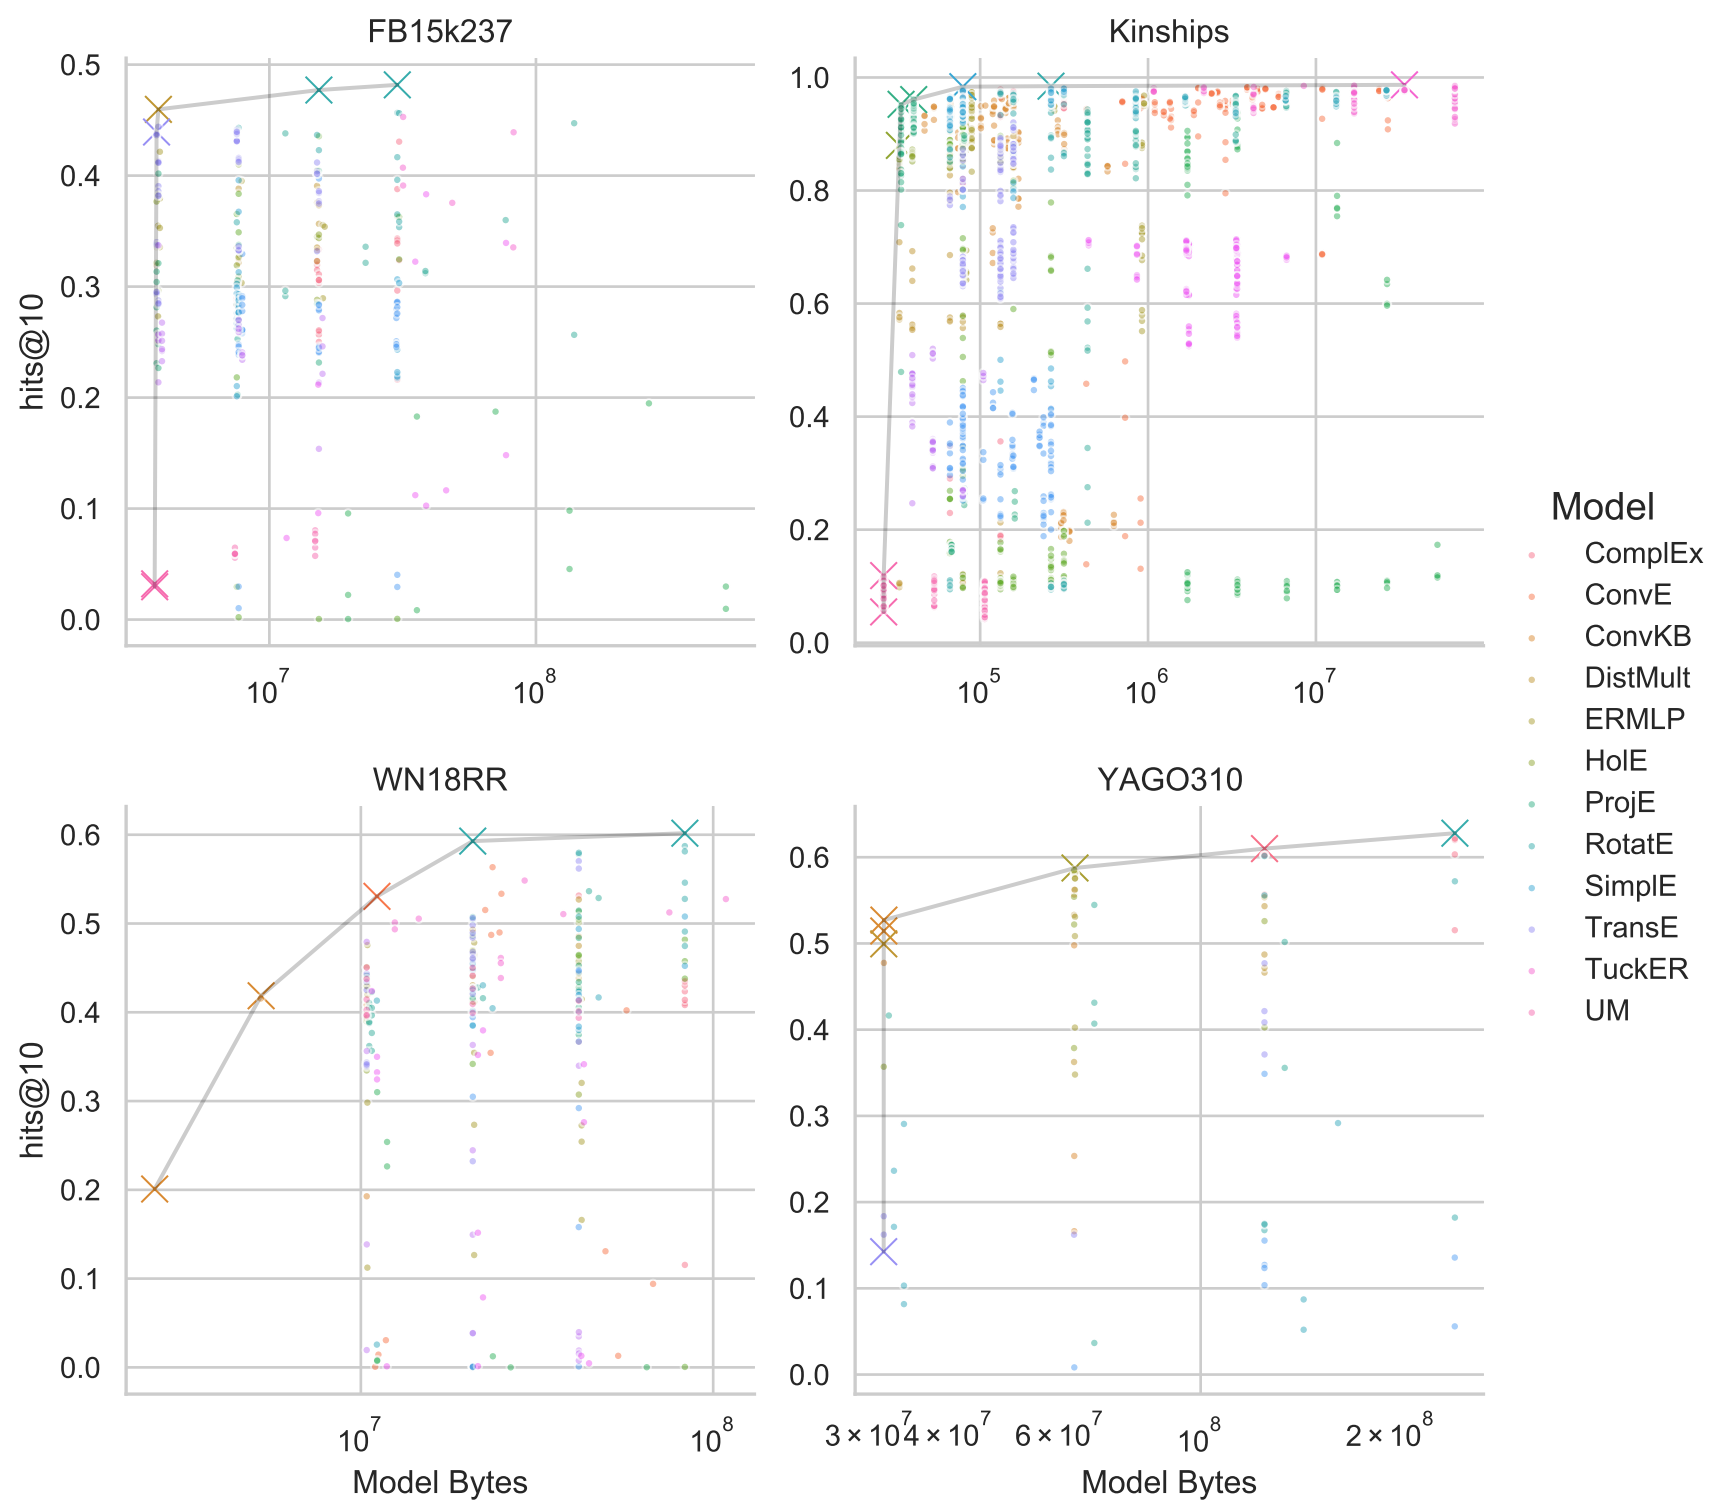 FB15k237
Kinships
0.5
0.4
0.3
0.2
0.1
0.0
hits@10
10^7
10^8
1.0
0.8
0.6
0.4
0.2
0.0
10^5
10^6
10^7
Model
ComplEx
ConvE
ConvKB
DistMult
ERMLP
HolE
ProjE
RotatE
SimplE
TransE
TuckER
UM
WN18RR
YAGO310
0.6
0.5
0.4
0.3
0.2
0.1
0.0
hits@10
10^7
10^8
Model Bytes
0.6
0.5
0.4
0.3
0.2
0.1
0.0
3 × 10^7
4 × 10^7
6 × 10^7
10^8
2 × 10^8
Model Bytes